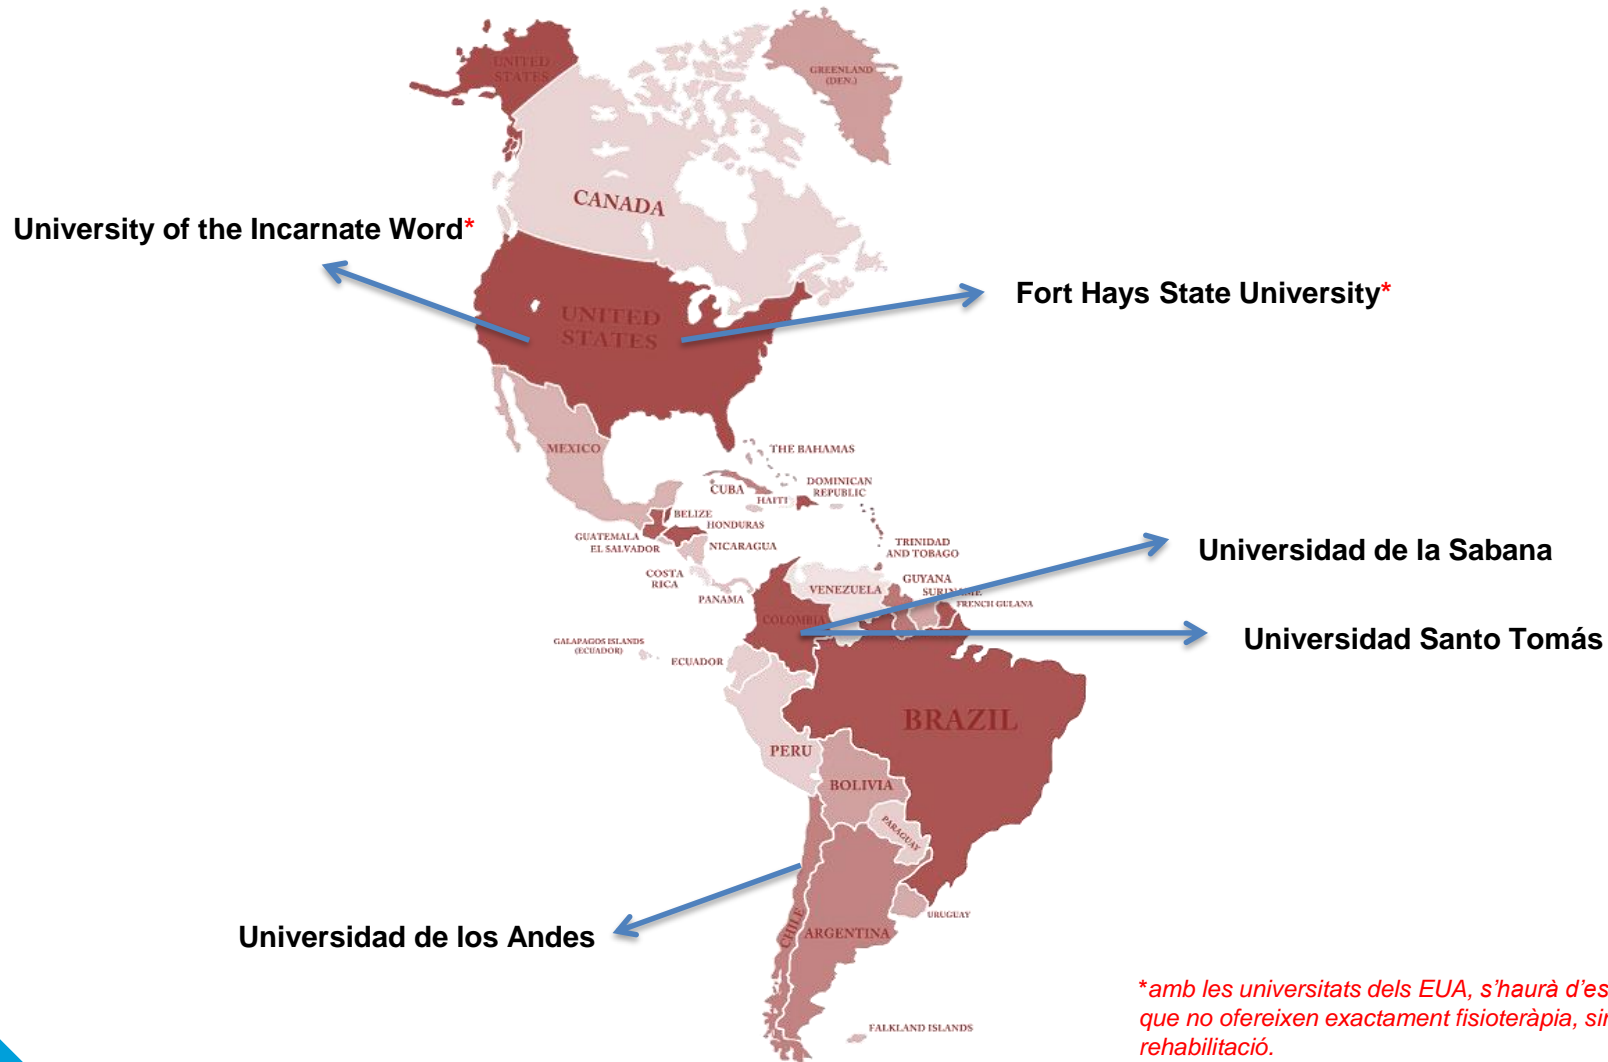 UNITED
STATES
GREENLAND
(DEN.)
CANADA
University of the Incarnate Word*
Fort Hays State University*
UNITED
STATES
MEXICO
THE BAHAMAS
CUBA
HAITI
DOMINICAN
REPUBLIC
BELIZE
HONDURAS
GUATEMALA
EL SALVADOR
NICARAGUA
TRINIDAD
AND TOBAGO
Universidad de la Sabana
COSTA
RICA
PANAMA
VENEZUELA
GUYANA
SURINAME
FRENCH GUIANA
COLOMBIA
Universidad Santo Tomás
GALAPAGOS ISLANDS
(ECUADOR)
ECUADOR
BRAZIL
PERU
BOLIVIA
PARAGUAY
URUGUAY
CHILE
ARGENTINA
Universidad de los Andes
FALKLAND ISLANDS
*amb les universitats dels EUA, s’haurà d’es
que no ofereixen exactament fisioteràpia, sin
rehabilitació.